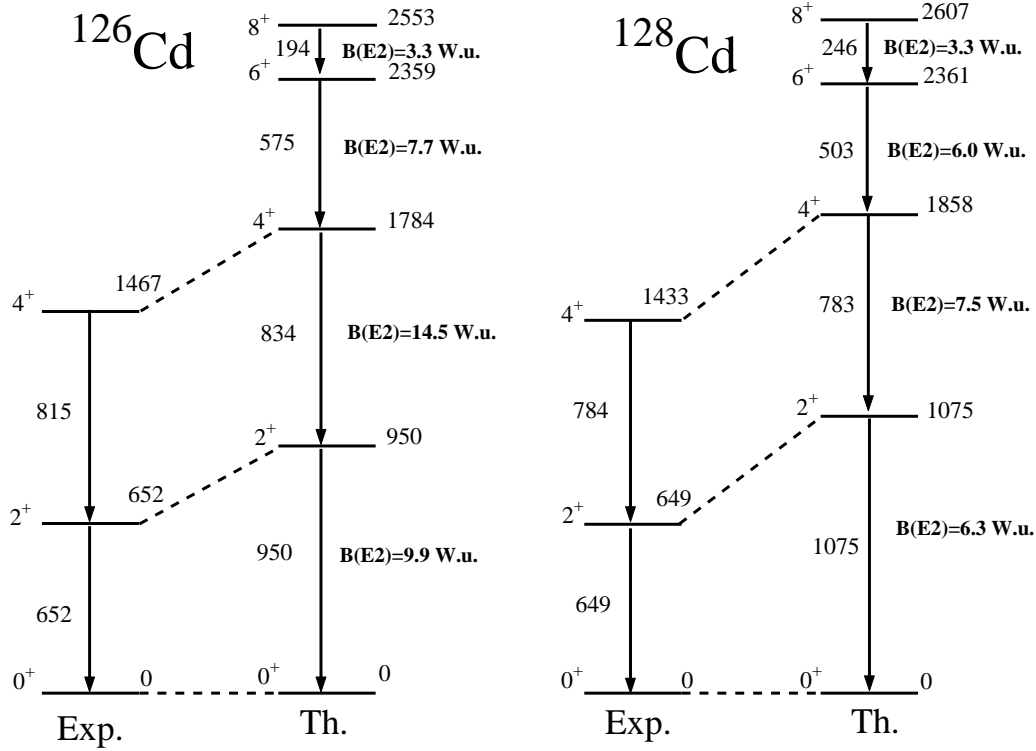 126Cd
8+ 2553
194 B(E2)=3.3 W.u.
6+ 2359
575 B(E2)=7.7 W.u.
4+ 1784
1467
4+
834 B(E2)=14.5 W.u.
815
2+ 950
652
2+
950 B(E2)=9.9 W.u.
652
0+ 0 0+ 0
Exp. Th.
128Cd
8+ 2607
246 B(E2)=3.3 W.u.
6+ 2361
503 B(E2)=6.0 W.u.
4+ 1858
1433
4+
783 B(E2)=7.5 W.u.
784
2+ 1075
649
2+
1075 B(E2)=6.3 W.u.
649
0+ 0 0+ 0
Exp. Th.